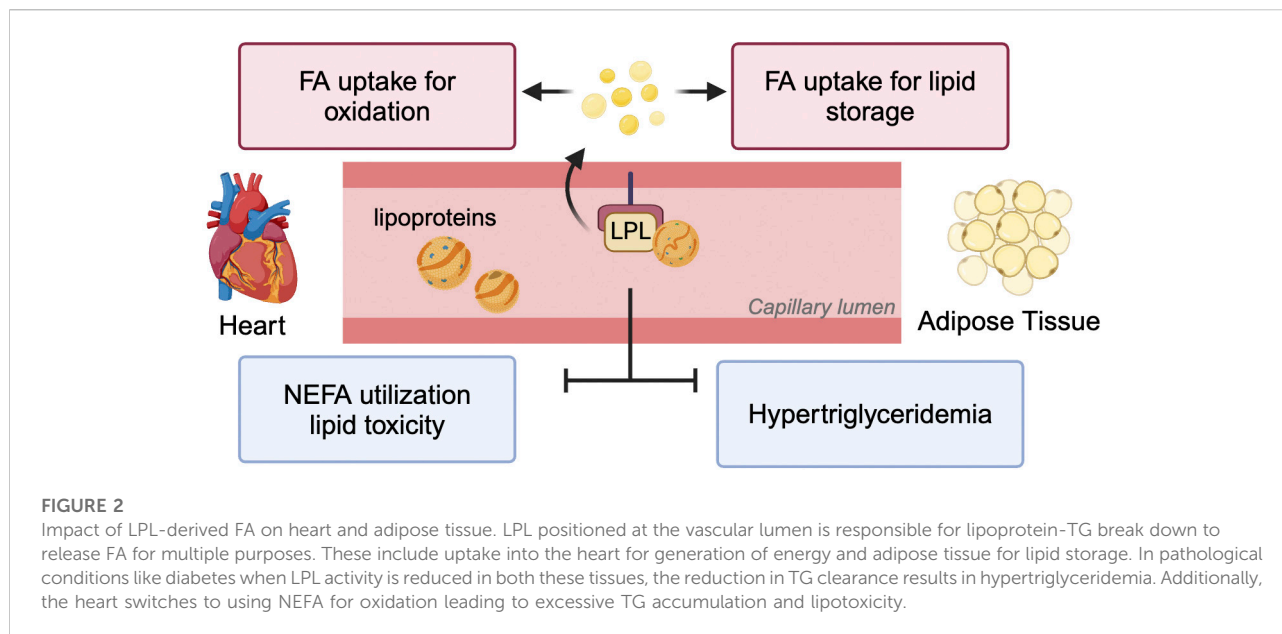 FA uptake for
oxidation
FA uptake for lipid
storage
lipoproteins
LPL
Capillary lumen
Heart
Adipose Tissue
NEFA utilization
lipid toxicity
Hypertriglyceridemia
FIGURE 2
Impact of LPL-derived FA on heart and adipose tissue. LPL positioned at the vascular lumen is responsible for lipoprotein-TG break down to
release FA for multiple purposes. These include uptake into the heart for generation of energy and adipose tissue for lipid storage. In pathological
conditions like diabetes when LPL activity is reduced in both these tissues, the reduction in TG clearance results in hypertriglyceridemia. Additionally,
the heart switches to using NEFA for oxidation leading to excessive TG accumulation and lipotoxicity.